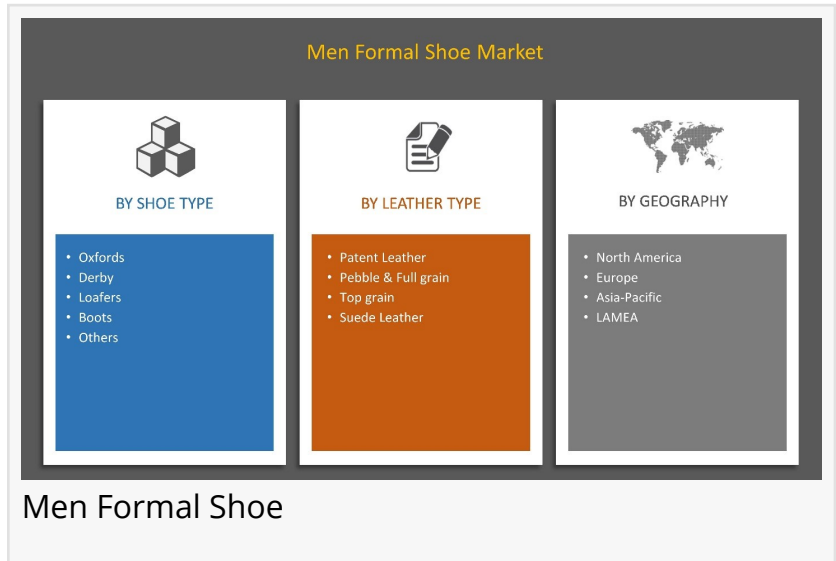 Men Formal Shoe Market
BY SHOE TYPE
• Oxfords
• Derby
• Loafers
• Boots
• Others
BY LEATHER TYPE
• Patent Leather
• Pebble & Full grain
• Top grain
• Suede Leather
BY GEOGRAPHY
• North America
• Europe
• Asia-Pacific
• LAMEA
Men Formal Shoe